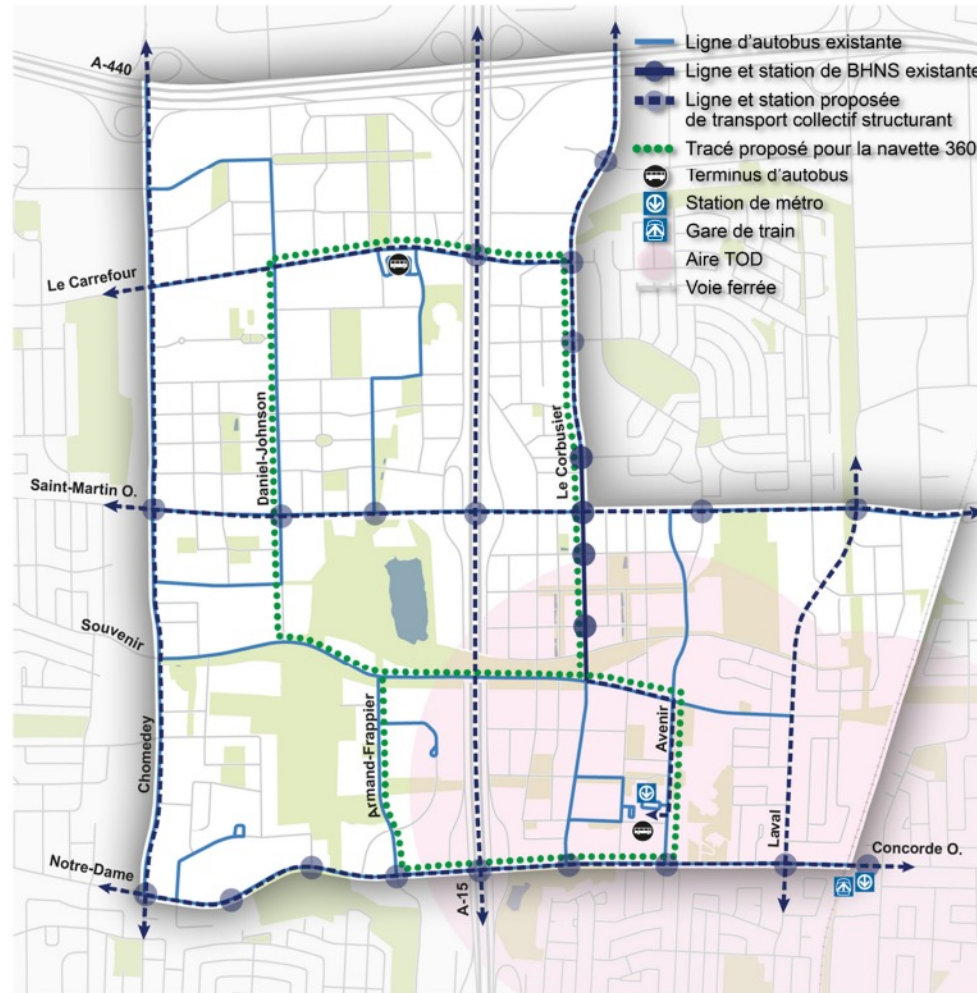 A-440
Ligne d'autobus existante
Ligne et station de BHNS existante
Ligne et station proposée
de transport collectif structurant
Tracé proposé pour la navette 360
Terminus d'autobus
Station de métro
Gare de train
Aire TOD
Voie ferrée
Le Carrefour
Daniel-Johnson
Le Corbusier
Saint-Martin O.
Souvenir
Chomedey
Armand-Frappier
Avenir
Laval
Notre-Dame
A-15
Concorde O.